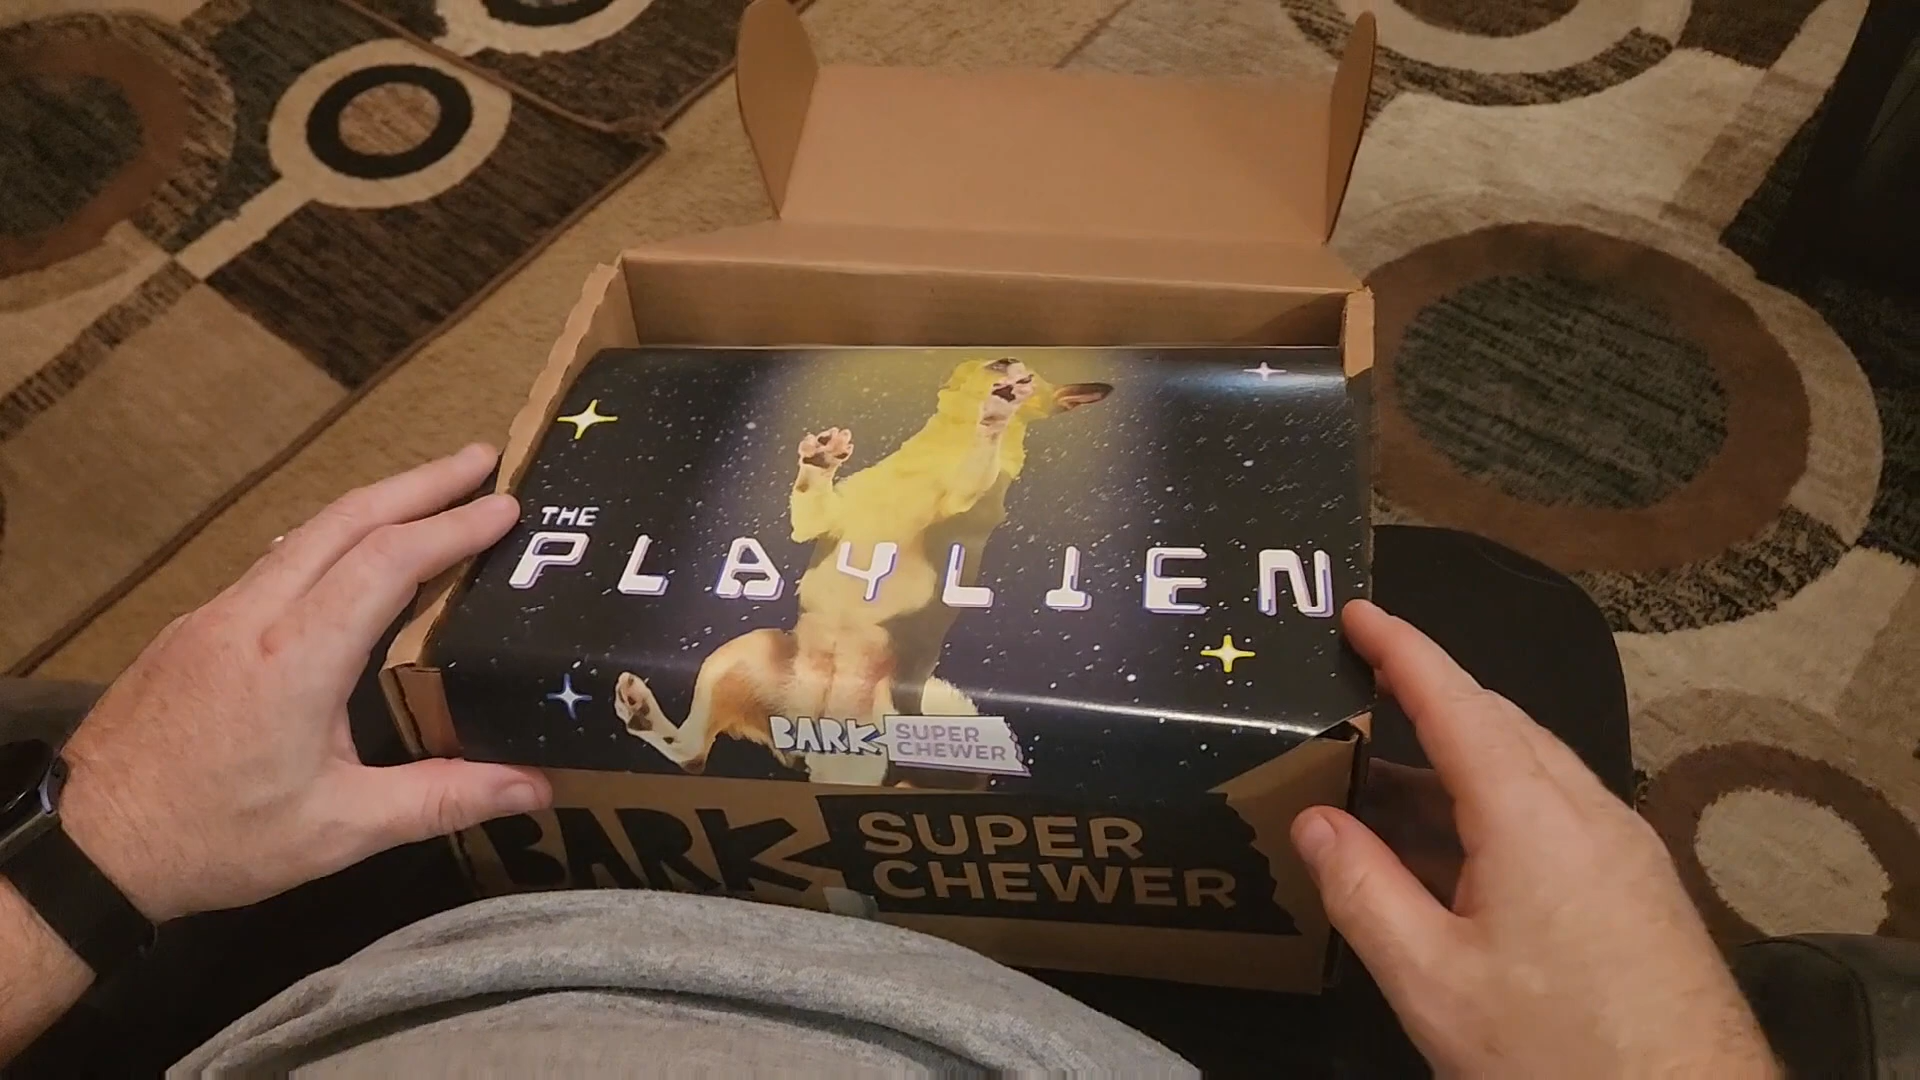 THE
PLAYLIEN
BARK SUPER
CHEWER
BARK SUPER
CHEWER